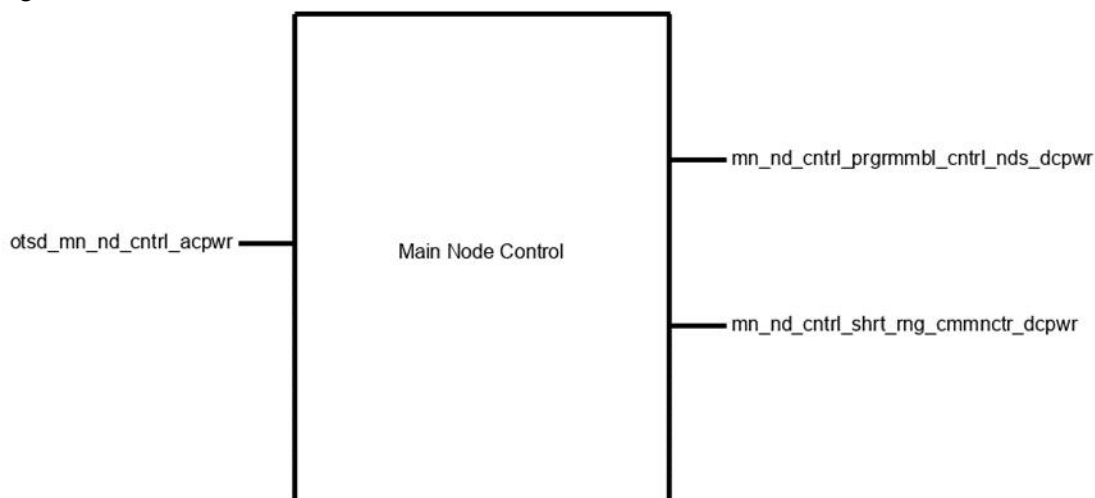 mn_nd_cntrl_prgrmmbl_cntrl_nds_dcpwr
otsd_mn_nd_cntrl_acpwr
Main Node Control
mn_nd_cntrl_shrt_rng_cmmnctr_dcpwr